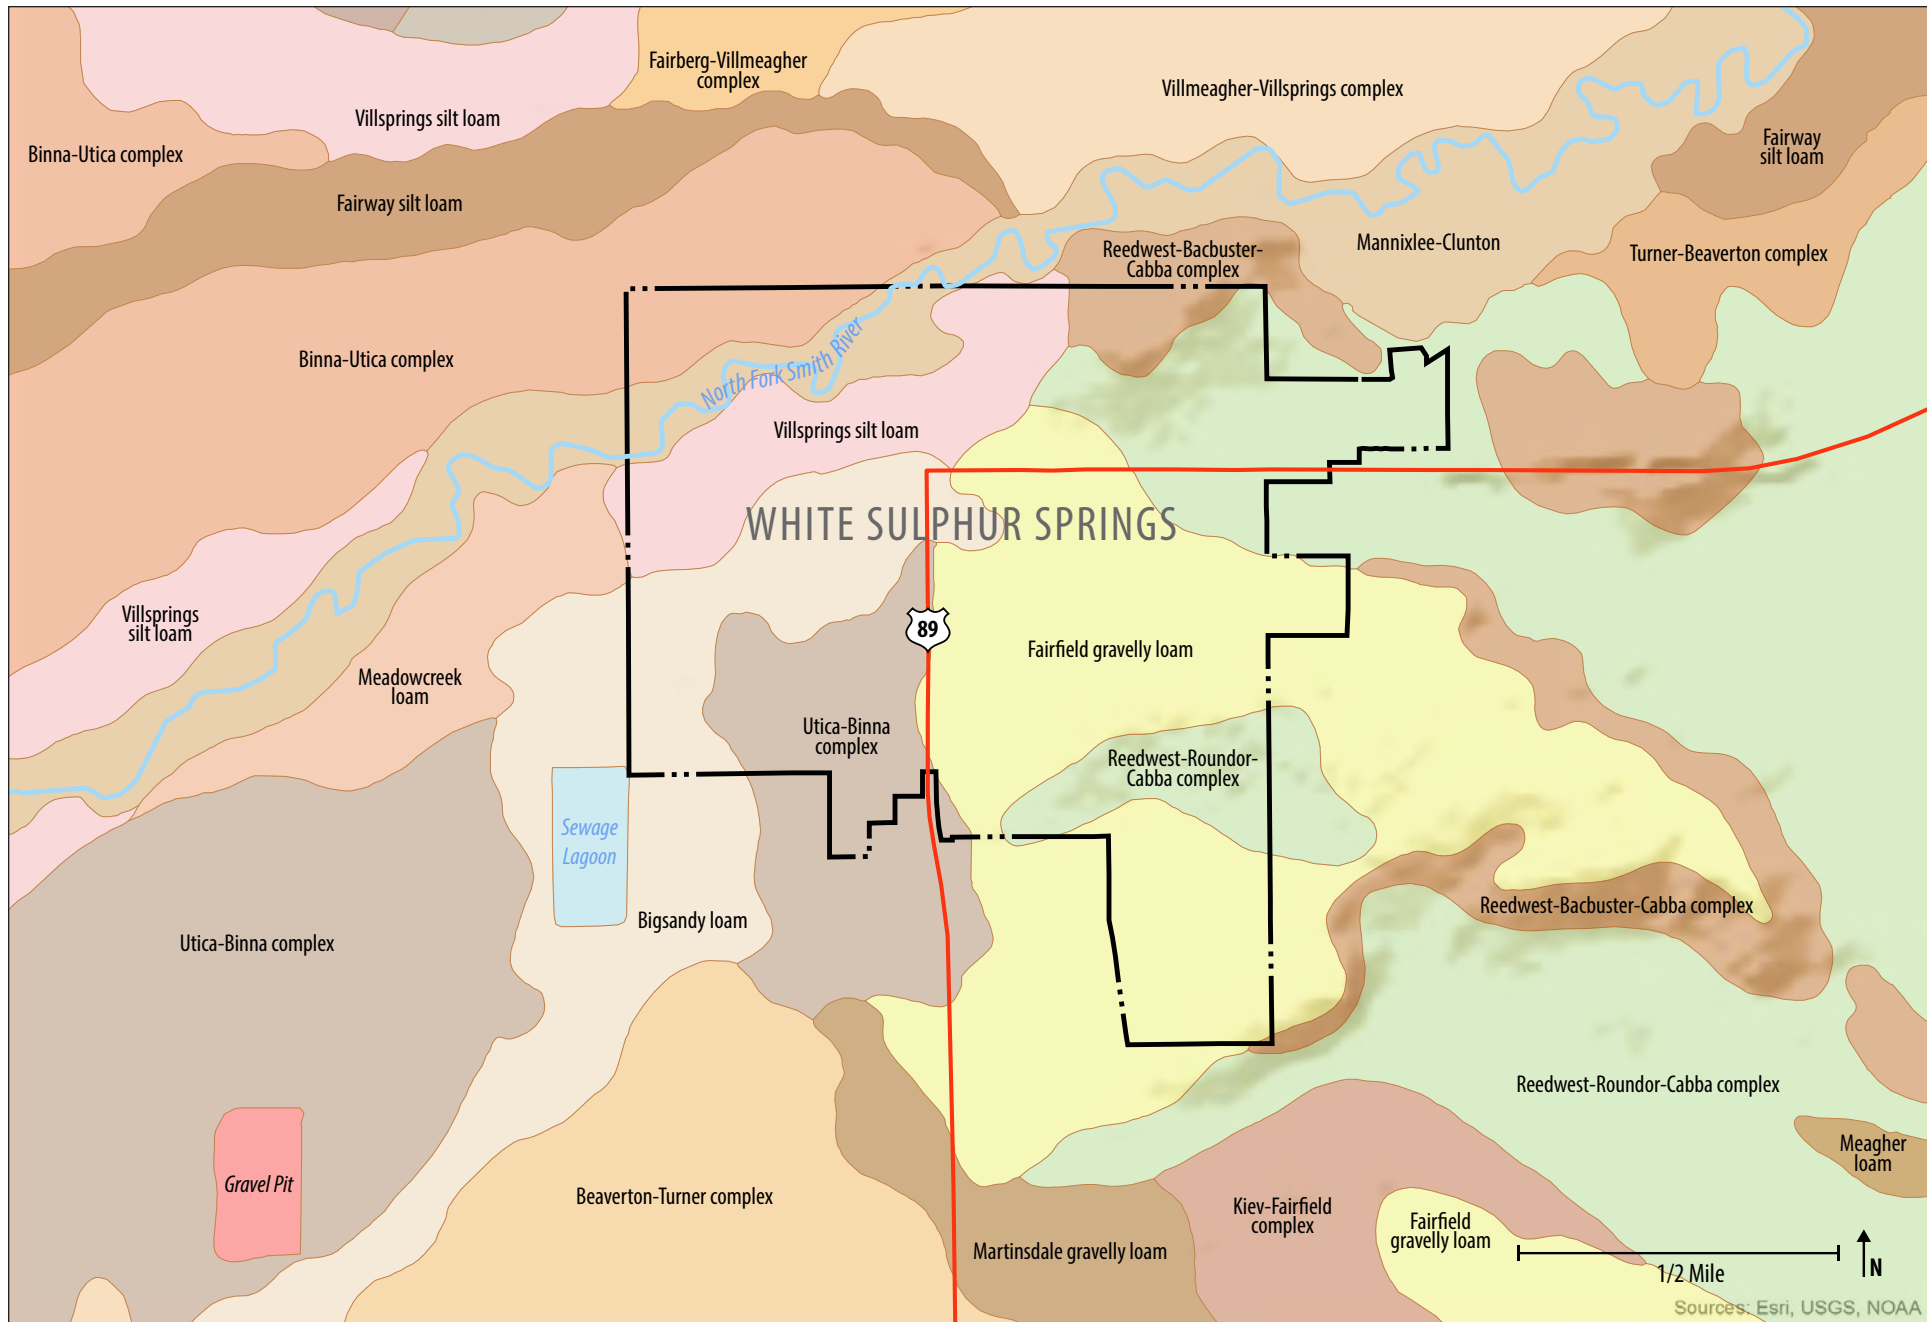 Fairberg-Villmeagher
complex
Villmeagher-Villsprings complex
Villsprings silt loam
Binna-Utica complex
Fairway
silt loam
Fairway silt loam
Reedwest-Bacbuster-
Cabba complex
Mannixlee-Clunton
Turner-Beaverton complex
Binna-Utica complex
North Fork Smith River
Villsprings silt loam
WHITE SULPHUR SPRINGS
Villsprings
silt loam
89
Fairfield gravelly loam
Meadowcreek
loam
Utica-Binna
complex
Reedwest-Roundor-
Cabba complex
Sewage
Lagoon
Bigsandy loam
Reedwest-Bacbuster-Cabba complex
Utica-Binna complex
Reedwest-Roundor-Cabba complex
Meagher
loam
Gravel Pit
Beaverton-Turner complex
Kiev-Fairfield
complex
Fairfield
gravelly loam
Martinsdale gravelly loam
1/2 Mile
N
Sources: Esri, USGS, NOAA